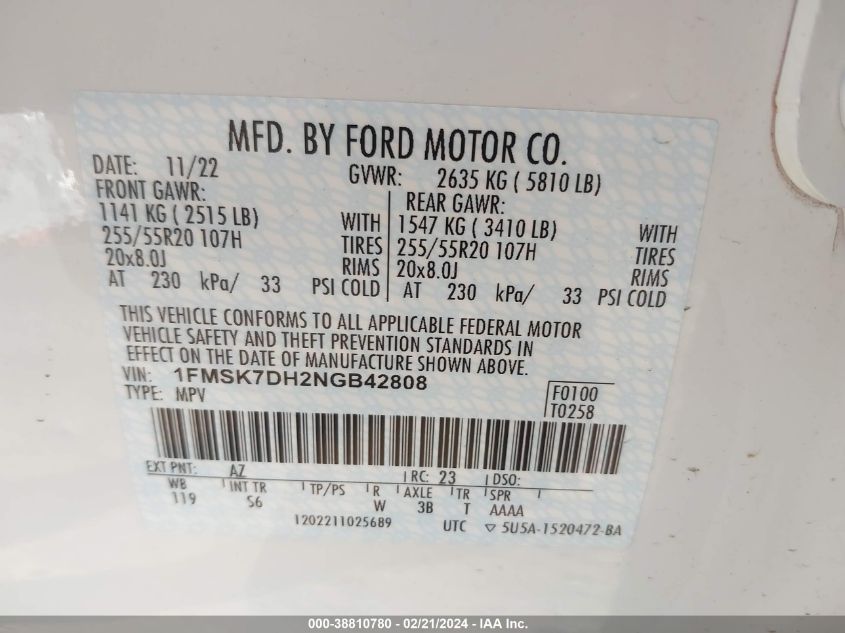 MFD. BY FORD MOTOR CO.
DATE: 11/22 GVWR: 2635 KG ( 5810 LB)
FRONT GAWR: REAR GAWR:
1141 KG ( 2515 LB) WITH 1547 KG ( 3410 LB) WITH
255/55R20 107H TIRES 255/55R20 107H TIRES
20x8.0J RIMS 20x8.0J RIMS
AT 230 kPa/ 33 PSI COLD AT 230 kPa/ 33 PSI COLD
THIS VEHICLE CONFORMS TO ALL APPLICABLE FEDERAL MOTOR
VEHICLE SAFETY AND THEFT PREVENTION STANDARDS IN
EFFECT ON THE DATE OF MANUFACTURE SHOWN ABOVE.
VIN: 1FMSK7DH2NGB42808
TYPE: MPV
F0100
T0258
EXT PNT: AZ RC: 23 DSO:
WB INT TR TP/PS R AXLE TR SPR
119 S6 W 3B T AAAA
1202211025689 UTC ▽ 5U5A-1520472-BA
000-38810780 - 02/21/2024 - IAA Inc.